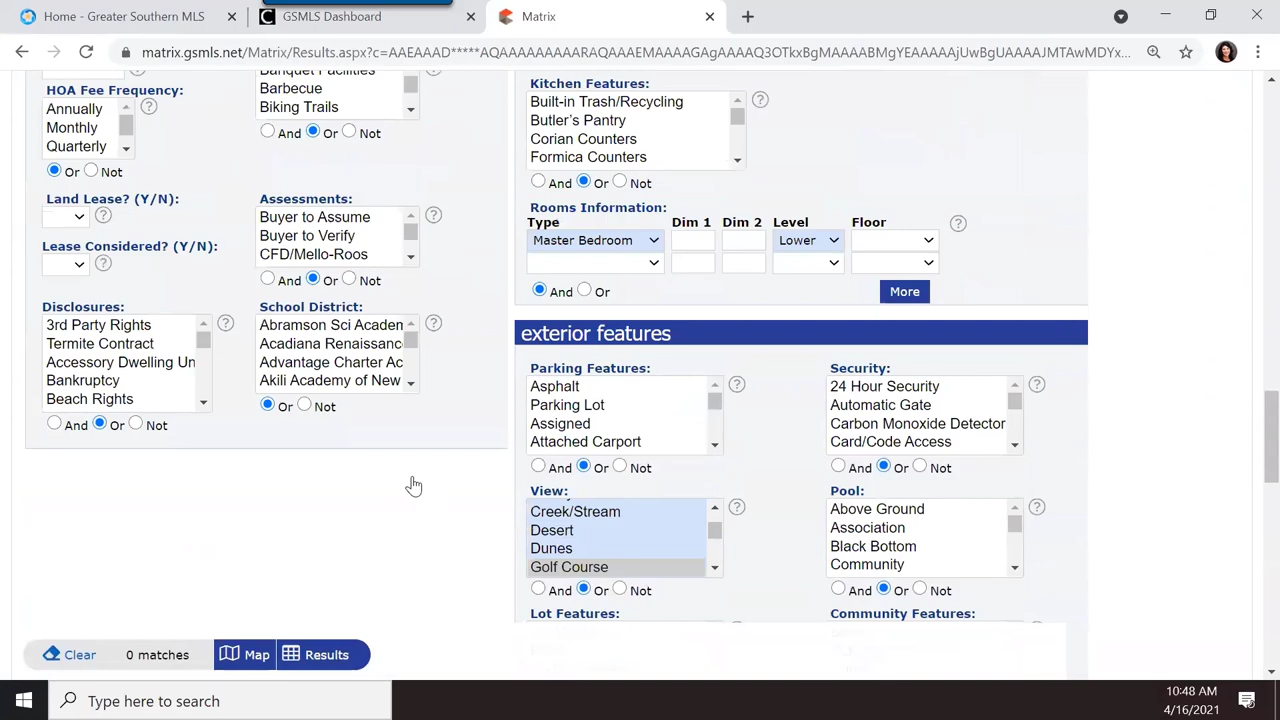 Home - Greater Southern MLS
GSMLS Dashboard
Matrix
matrix.gsmls.net/Matrix/Results.aspx?c=AAEAAAD*****AQAAAAAAAAARAQAAAEMAAAAGAgAAAAQ3OTkxBgMAAAABMgYEAAAAAjUwBgUAAAAJMTAwMDYx...
Banquet Facilities
Barbecue
Biking Trails
And Or Not
HOA Fee Frequency:
Annually
Monthly
Quarterly
Or Not
Land Lease? (Y/N):
Lease Considered? (Y/N):
Assessments:
Buyer to Assume
Buyer to Verify
CFD/Mello-Roos
And Or Not
Disclosures:
3rd Party Rights
Termite Contract
Accessory Dwelling Un
Bankruptcy
Beach Rights
And Or Not
School District:
Abramson Sci Academ
Acadiana Renaissanc
Advantage Charter Ac
Akili Academy of New
Or Not
Kitchen Features:
Built-in Trash/Recycling
Butler's Pantry
Corian Counters
Formica Counters
And Or Not
Rooms Information:
Type Dim 1 Dim 2 Level Floor
Master Bedroom Lower
And Or
More
exterior features
Parking Features:
Asphalt
Parking Lot
Assigned
Attached Carport
And Or Not
Security:
24 Hour Security
Automatic Gate
Carbon Monoxide Detector
Card/Code Access
And Or Not
View:
Creek/Stream
Desert
Dunes
Golf Course
And Or Not
Pool:
Above Ground
Association
Black Bottom
Community
And Or Not
Lot Features:
Community Features:
Clear 0 matches Map Results
Type here to search
10:48 AM
4/16/2021